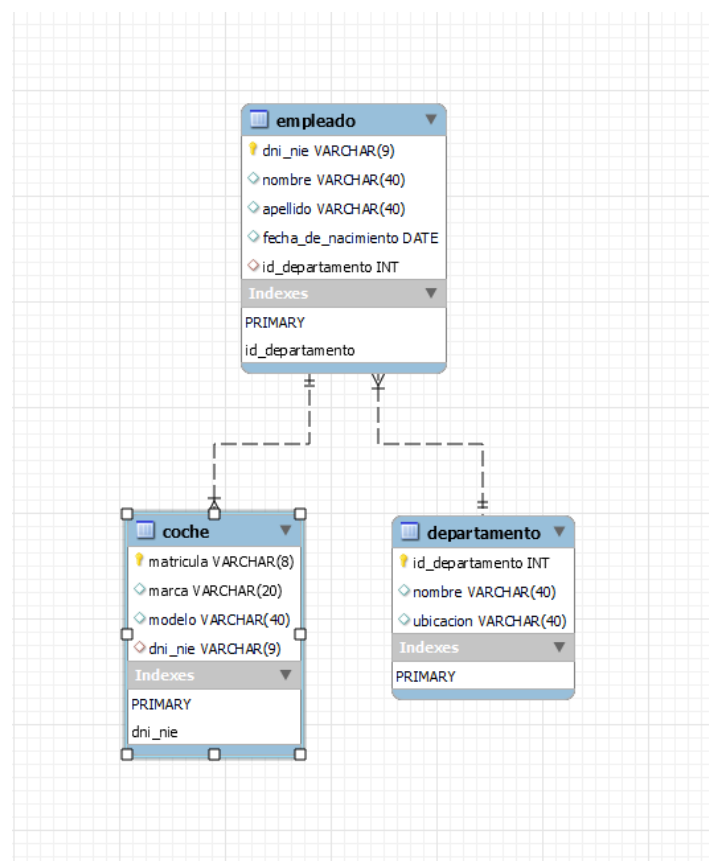 empleado
dni_nie VARCHAR(9)
nombre VARCHAR(40)
apellido VARCHAR(40)
fecha_de_nacimiento DATE
id_departamento INT
Indexes
PRIMARY
id_departamento
coche
matricula VARCHAR(8)
marca VARCHAR(20)
modelo VARCHAR(40)
dni_nie VARCHAR(9)
Indexes
PRIMARY
dni_nie
departamento
id_departamento INT
nombre VARCHAR(40)
ubicacion VARCHAR(40)
Indexes
PRIMARY